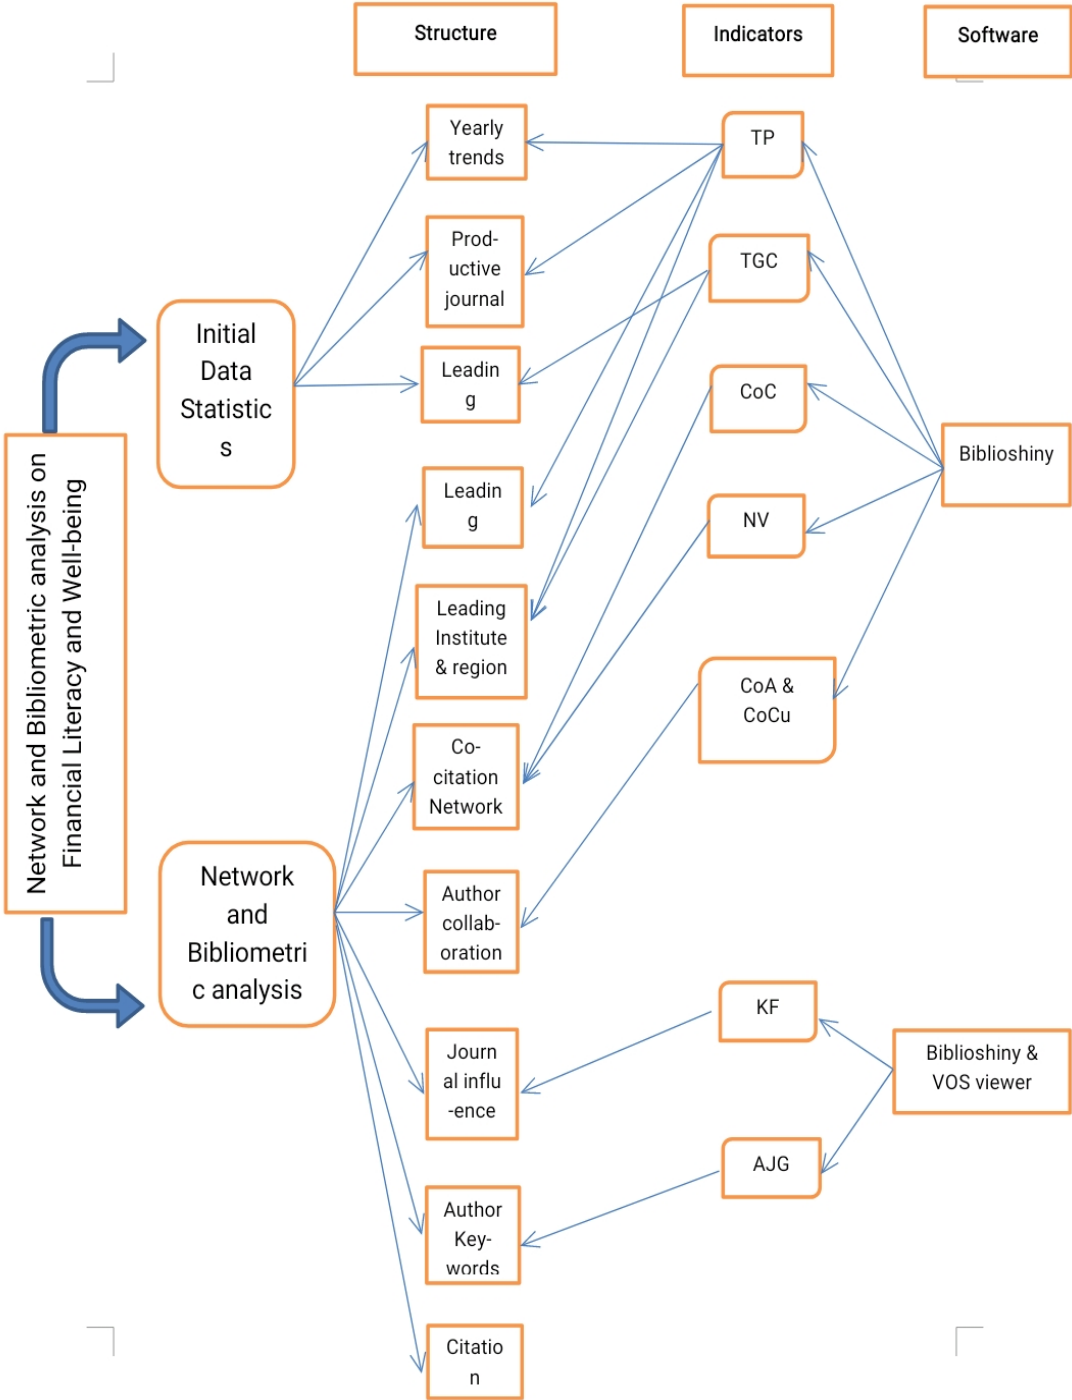 Structure
Indicators
Software
Yearly
trends
TP
Prod-
uctive
journal
TGC
Initial
Data
Statistic
s
Leadin
g
CoC
Biblioshiny
Leadin
g
NV
Network and Bibliometric analysis on
Financial Literacy and Well-being
Leading
Institute
& region
CoA &
CoCu
Co-
citation
Network
Network
and
Bibliometri
c analysis
Author
collab-
oration
KF
Journ
al influ
-ence
Biblioshiny &
VOS viewer
AJG
Author
Key-
words
Citatio
n